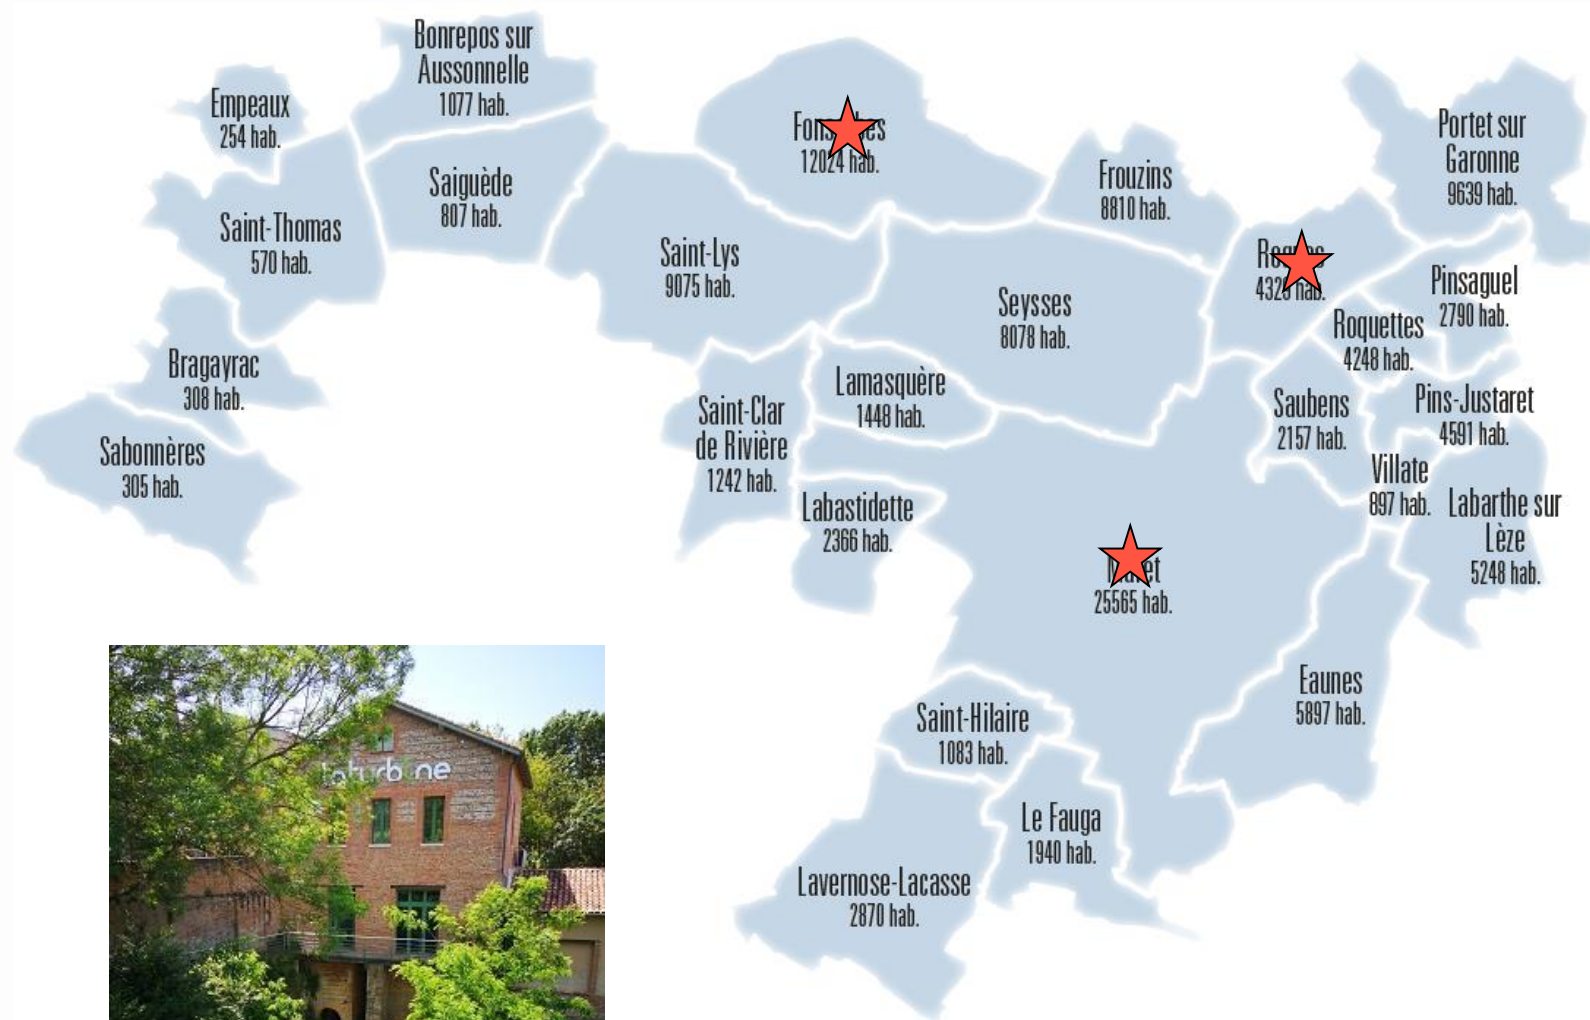 Bonrepos sur
Aussonnelle
1077 hab.
Empeaux
254 hab.
Saiguède
807 hab.
Saint-Thomas
570 hab.
12024 hab.
Frouzins
8810 hab.
Portet sur
Garonne
9639 hab.
Saint-Lys
9075 hab.
Seysses
8078 hab.
hab.
Pinsaguel
2790 hab.
Roquettes
4248 hab.
Bragayrac
308 hab.
Lamasquère
1448 hab.
Saint-Clar
de Rivière
1242 hab.
Saubens
2157 hab.
Pins-Justaret
4591 hab.
Sabonnères
305 hab.
Villate
897 hab.
Labastidette
2366 hab.
Labarthe sur
Lèze
5248 hab.
25565 hab.
Eaunes
5897 hab.
Saint-Hilaire
1083 hab.
Le Fauga
1940 hab.
Lavernose-Lacasse
2870 hab.